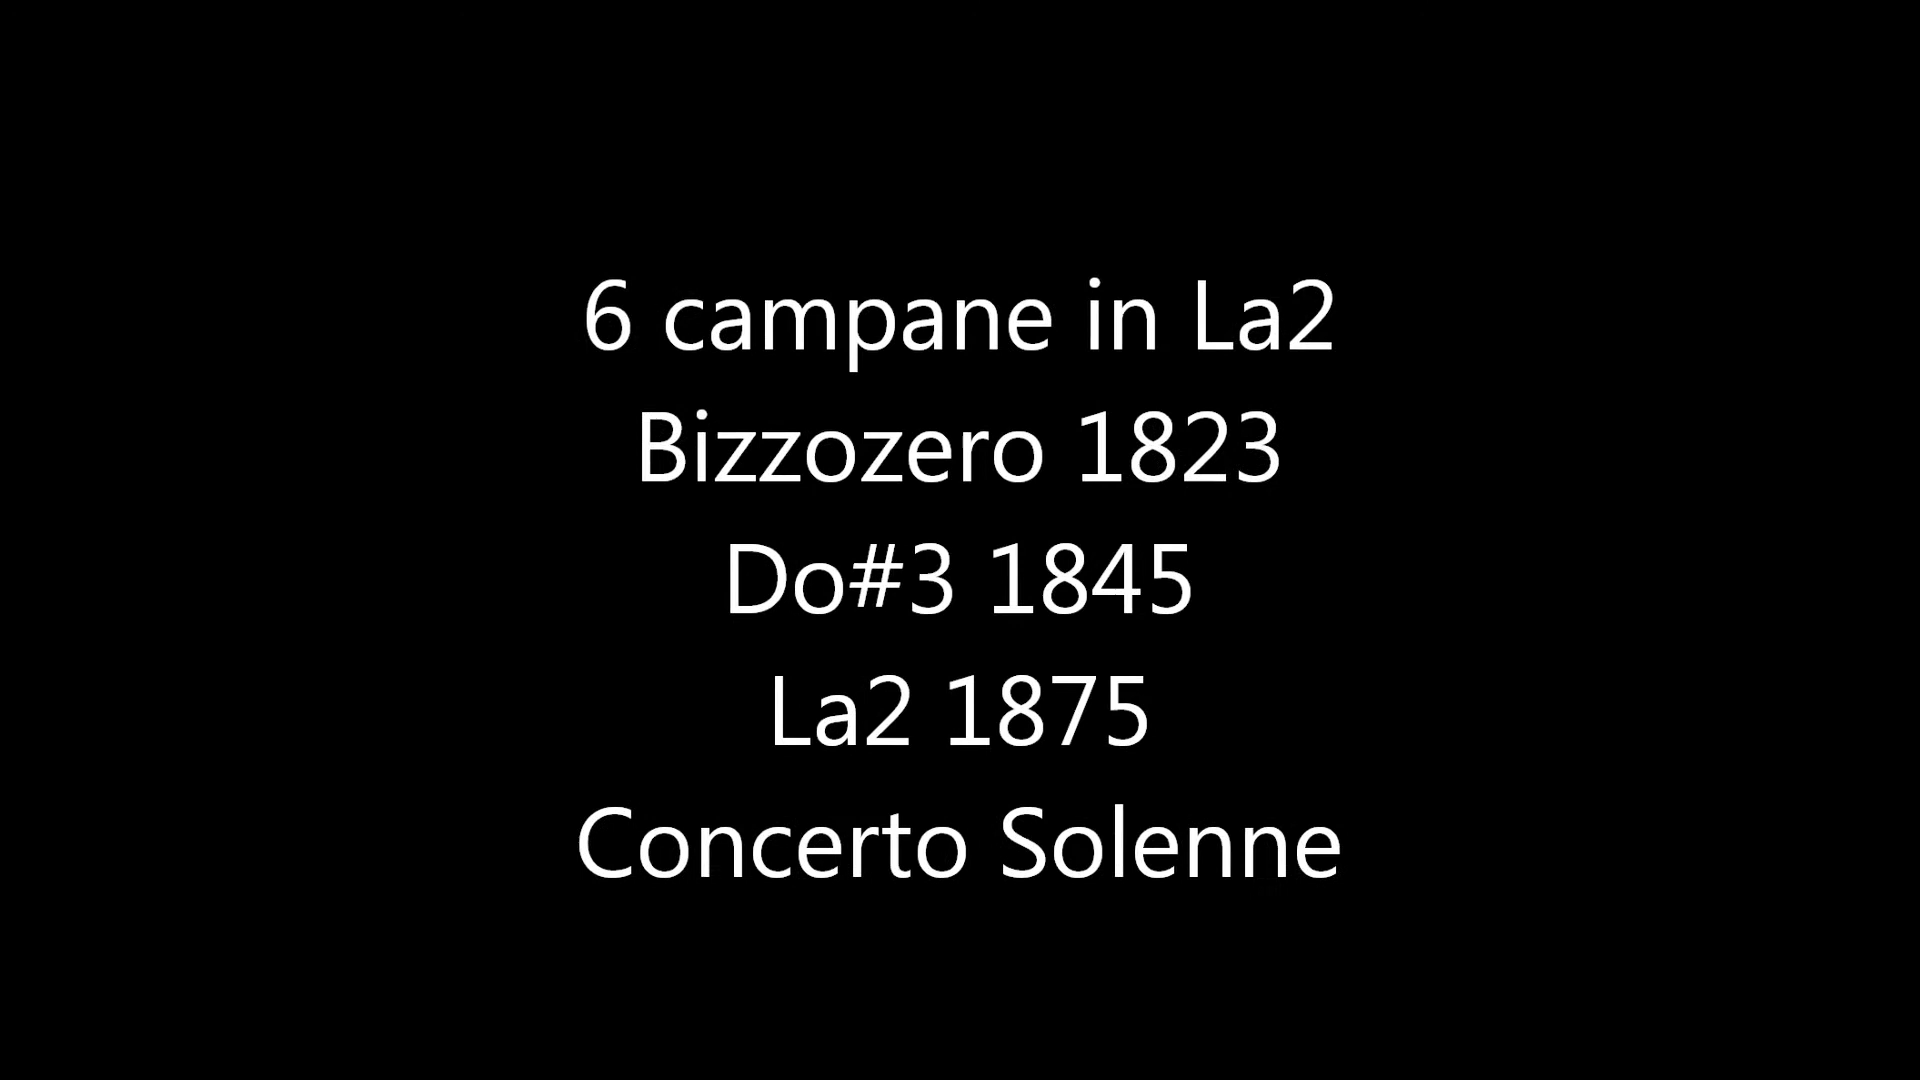 6 campane in La2
Bizzozero 1823
Do#3 1845
La2 1875
Concerto Solenne